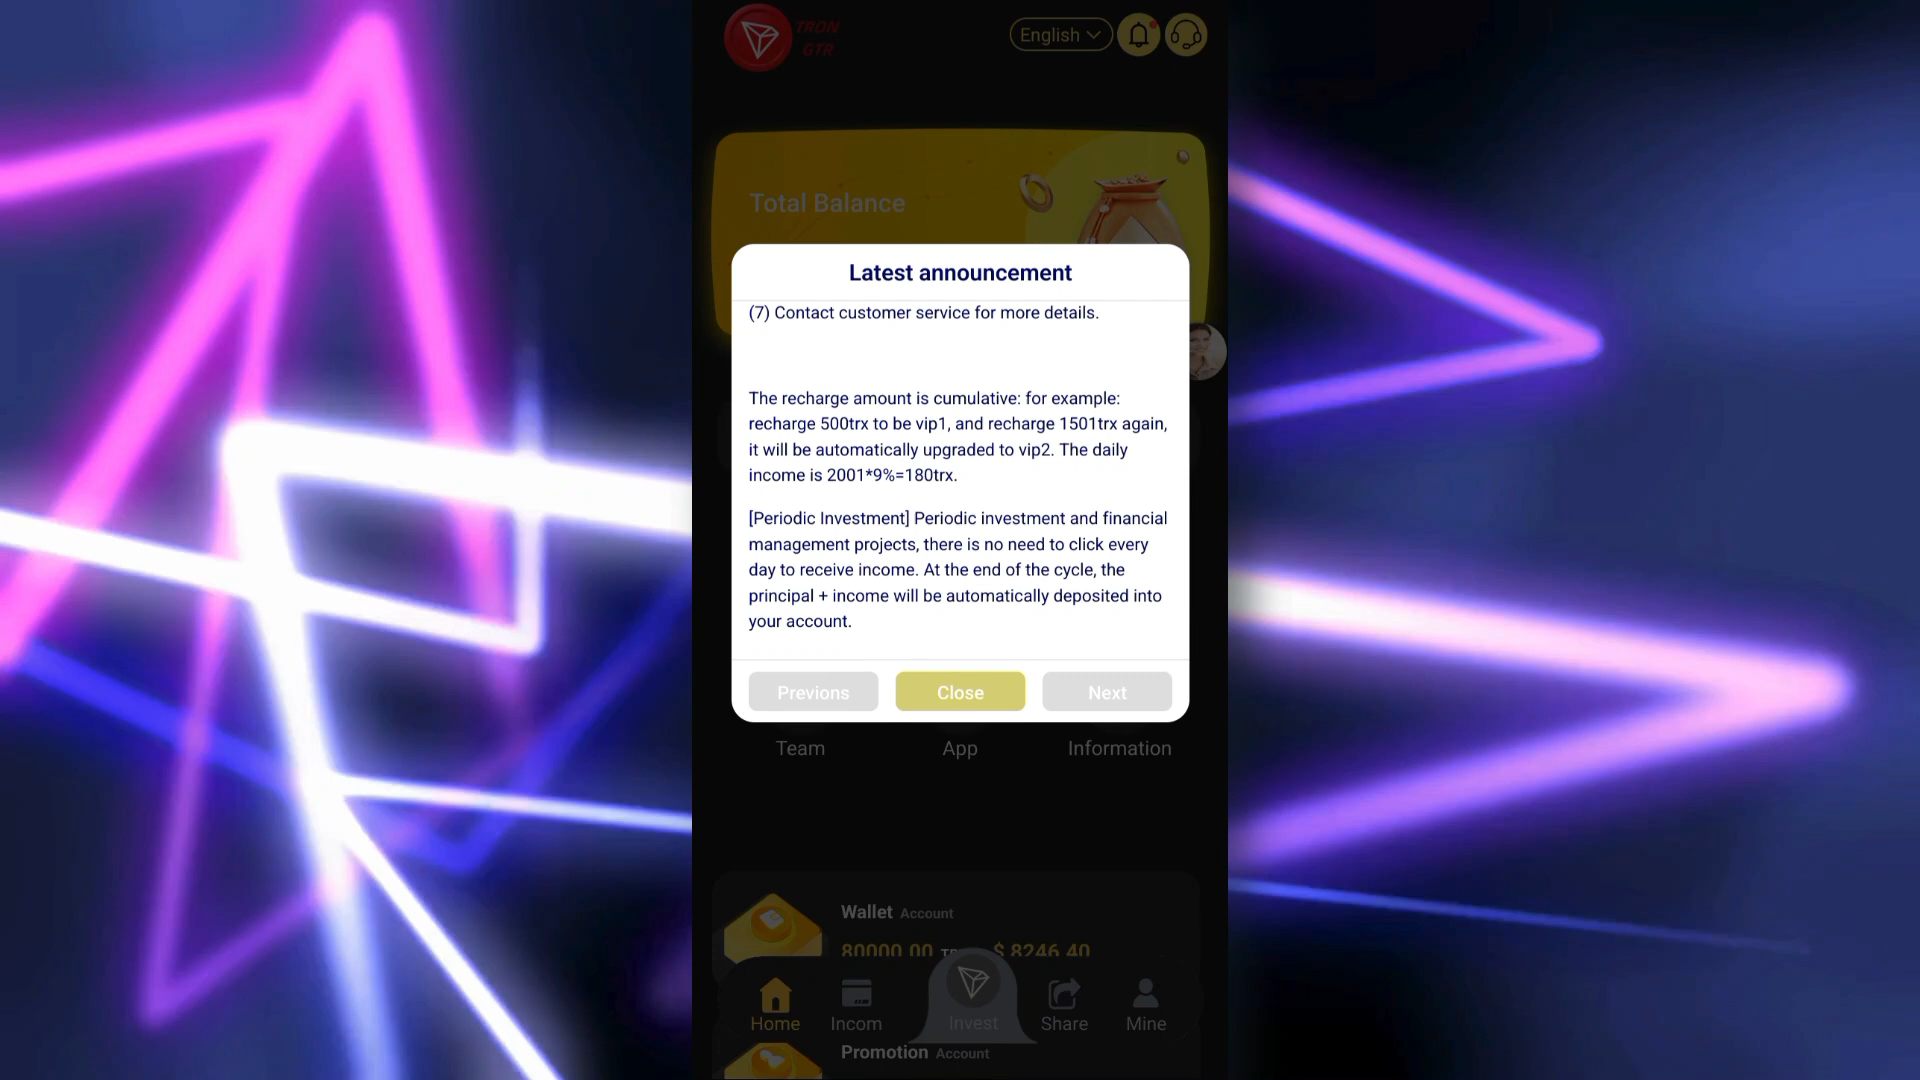 TRON
GTR
English
Total Balance
Latest announcement
(7) Contact customer service for more details.
The recharge amount is cumulative: for example:
recharge 500trx to be vip1, and recharge 1501trx again,
it will be automatically upgraded to vip2. The daily
income is 2001*9%=180trx.
[Periodic Investment] Periodic investment and financial
management projects, there is no need to click every
day to receive income. At the end of the cycle, the
principal + income will be automatically deposited into
your account.
Previons Close Next
Team App Information
Wallet Account
80000.00 $ 8246.40
Home Incom Invest Share Mine
Promotion Account